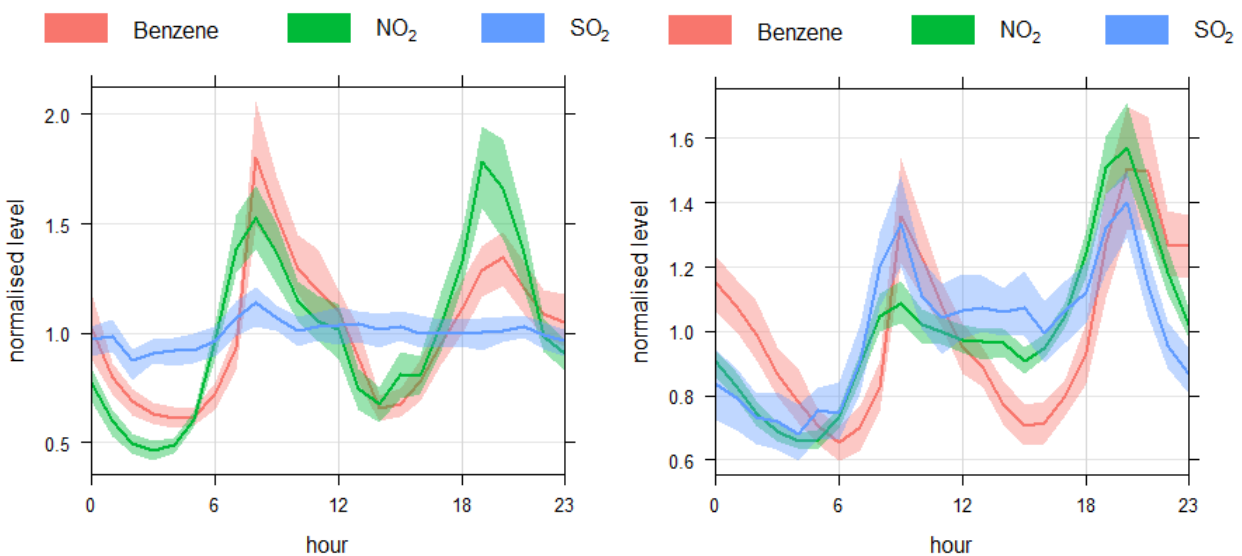 Benzene NO₂ SO₂
normalised level
2.0
1.5
1.0
0.5
0 6 12 18 23
hour
Benzene NO₂ SO₂
normalised level
1.6
1.4
1.2
1.0
0.8
0.6
0 6 12 18 23
hour